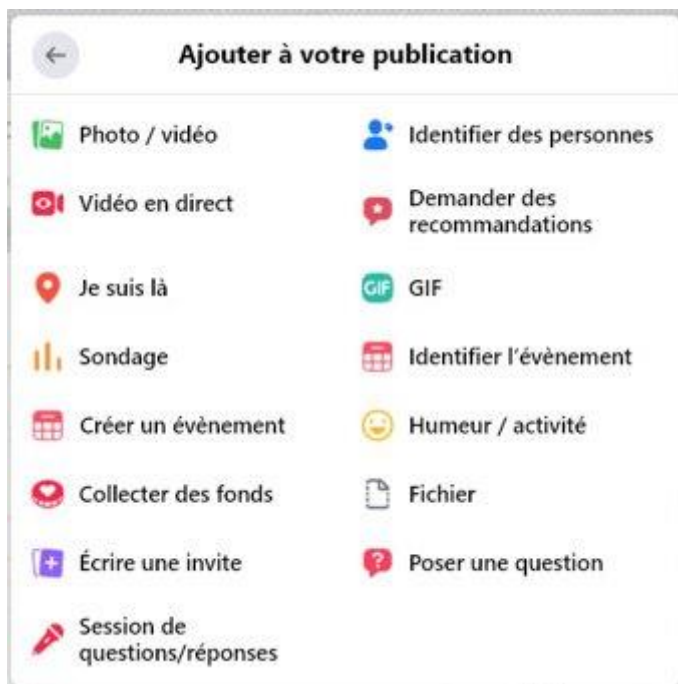 Ajouter à votre publication
Photo / vidéo
Identifier des personnes
Vidéo en direct
Demander des
recommandations
Je suis là
GIF
GIF
Sondage
Identifier l'évènement
Créer un évènement
Humeur / activité
Collecter des fonds
Fichier
Écrire une invite
Poser une question
Session de
questions/réponses